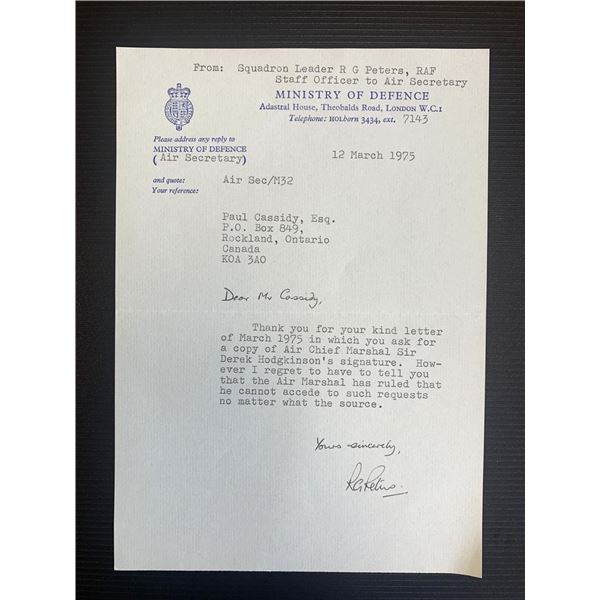 From: Squadron Leader R G Peters, RAF
Staff Officer to Air Secretary
MINISTRY OF DEFENCE
Adastral House, Theobalds Road, London W.C.1
Telephone: HOLborn 3434, ext. 7143
Please address any reply to
MINISTRY OF DEFENCE
(Air Secretary)
12 March 1975
and quote: Air Sec/M32
Your reference:
Paul Cassidy, Esq.
P.O. Box 849,
Rockland, Ontario
Canada
KOA 3AO
Dear Mr Cassidy,
Thank you for your kind letter
of March 1975 in which you ask for
a copy of Air Chief Marshal Sir
Derek Hodgkinson's signature. How-
ever I regret to have to tell you
that the Air Marshal has ruled that
he cannot accede to such requests
no matter what the source.
Yours sincerely,
RG Peters.